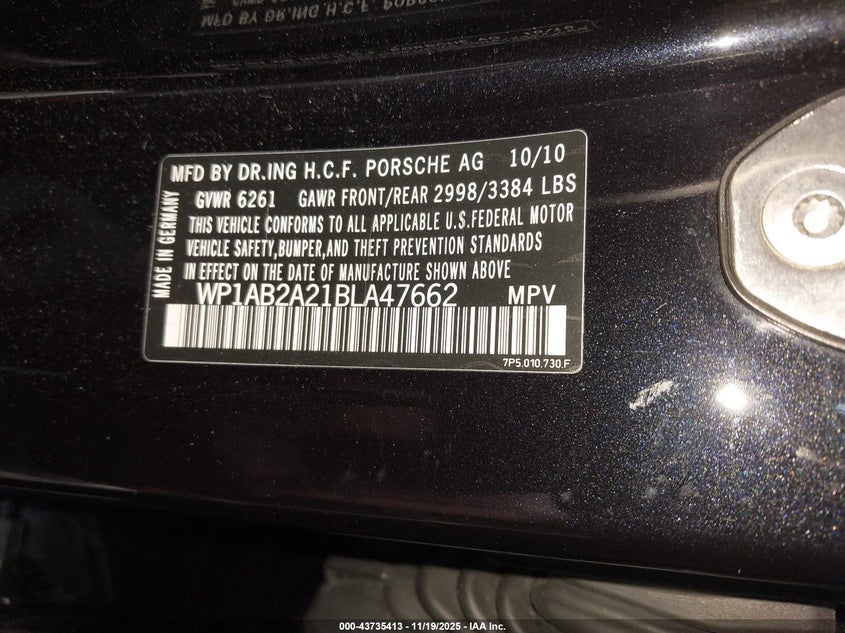 MFD BY DR.ING H.C.F. PORSCHE AG 10/10
GVWR 6261 GAWR FRONT/REAR 2998/3384 LBS
THIS VEHICLE CONFORMS TO ALL APPLICABLE U.S.FEDERAL MOTOR
VEHICLE SAFETY,BUMPER,AND THEFT PREVENTION STANDARDS
IN EFFECT ON THE DATE OF MANUFACTURE SHOWN ABOVE
WP1AB2A21BLA47662 MPV
7P5.010.730.F
MADE IN GERMANY
000-43735413 - 11/19/2025 - IAA Inc.